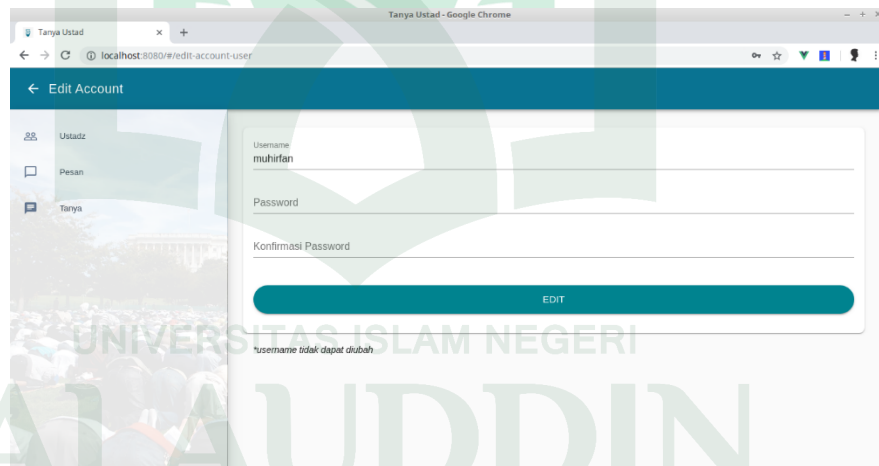 Tanya Ustad - Google Chrome
Tanya Ustad
localhost:8080/#/edit-account-user
Edit Account
Ustadz
Pesan
Tanya
Username
muhirfan
Password
Konfirmasi Password
EDIT
*username tidak dapat diubah
UNIVERSITAS ISLAM NEGERI
ALAUDDIN